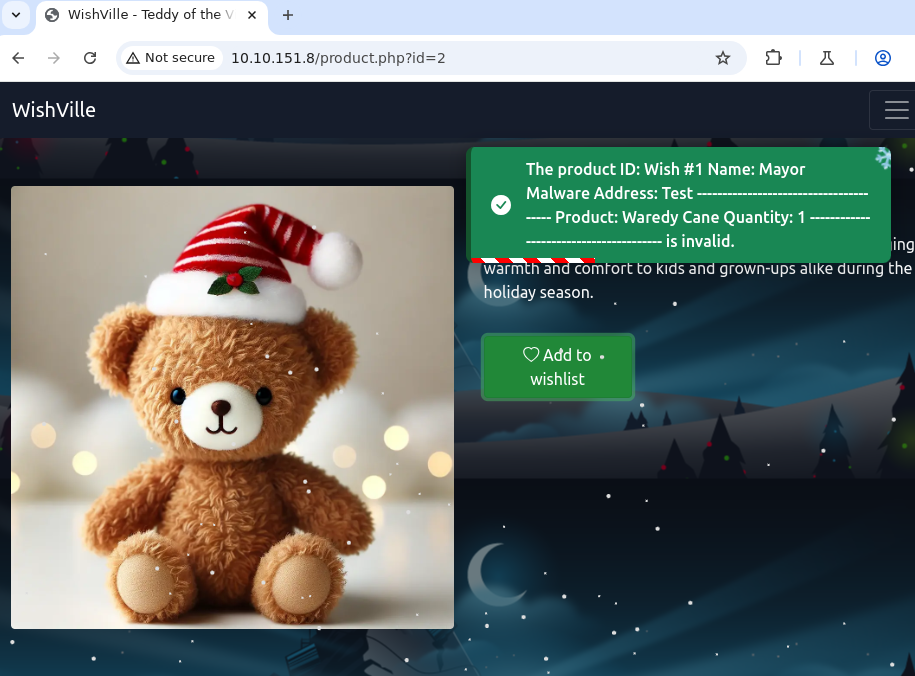 WishVille - Teddy of the V
Not secure
10.10.151.8/product.php?id=2
WishVille
The product ID: Wish #1 Name: Mayor
Malware Address: Test ----------------------------------
----- Product: Waredy Cane Quantity: 1 ------------
--------------------------- is invalid.
warmth and comfort to kids and grown-ups alike during the
holiday season.
Add to
wishlist